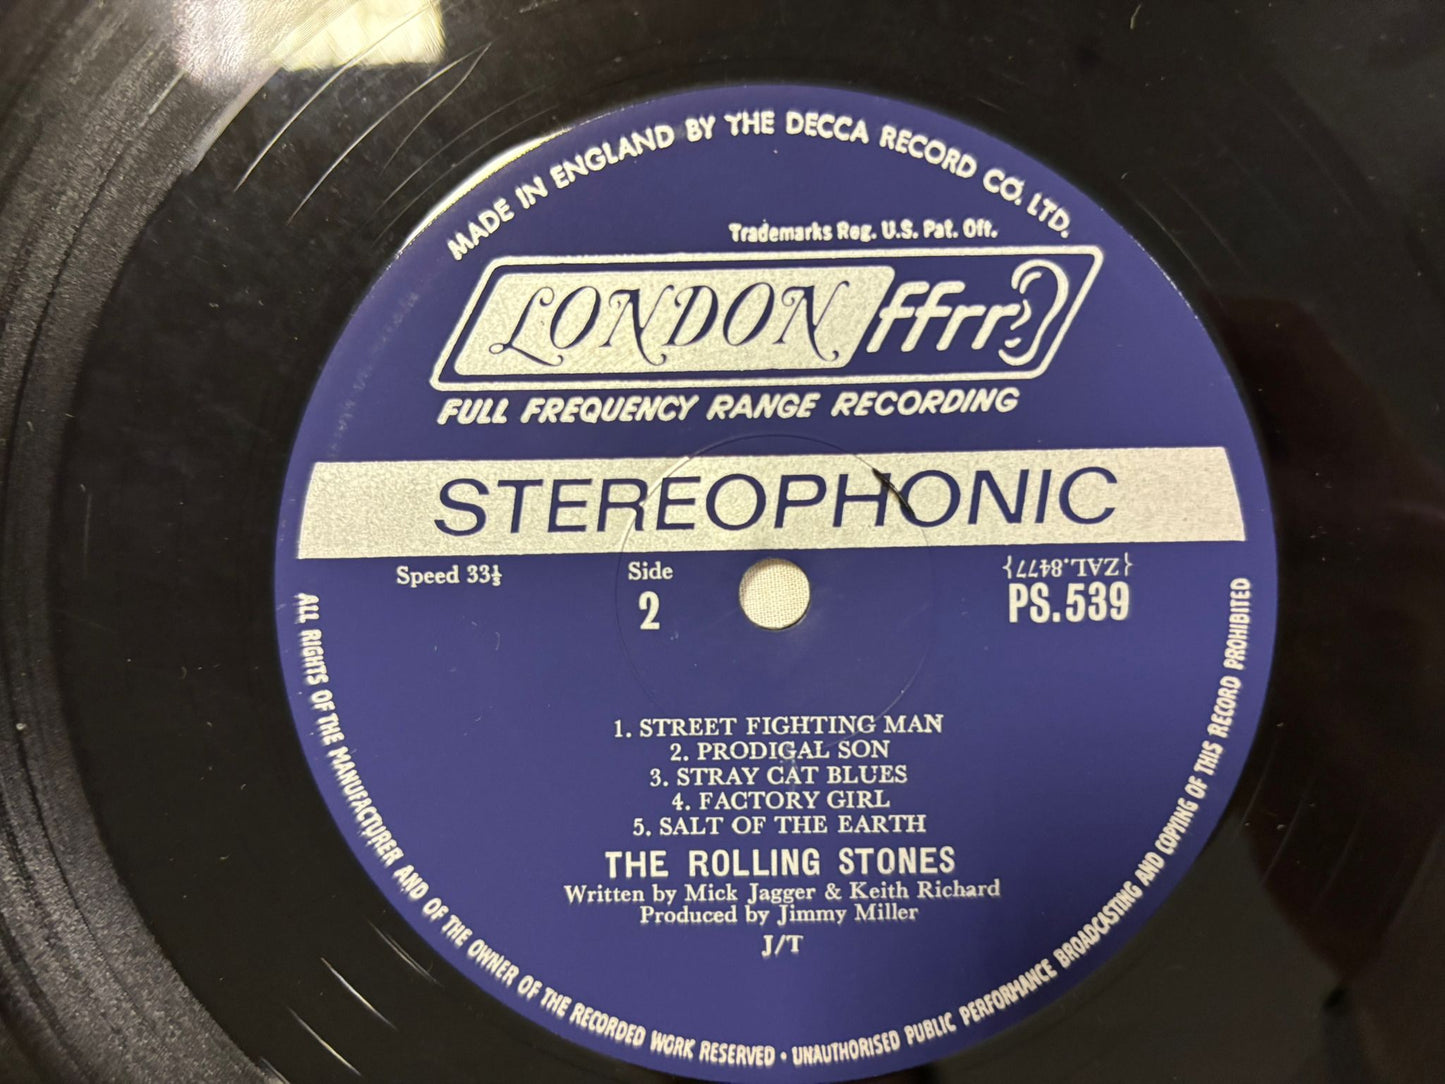 MADE IN ENGLAND BY THE DECCA RECORD CO. LTD.
Trademarks Reg. U.S. Pat. Off.
LONDON ffrr
FULL FREQUENCY RANGE RECORDING
STEREOPHONIC
Speed 33⅓
Side
2
{ZAL.8477}
PS.539
1. STREET FIGHTING MAN
2. PRODIGAL SON
3. STRAY CAT BLUES
4. FACTORY GIRL
5. SALT OF THE EARTH
THE ROLLING STONES
Written by Mick Jagger & Keith Richard
Produced by Jimmy Miller
J/T
ALL RIGHTS OF THE MANUFACTURER AND OF THE OWNER OF THE RECORDED WORK RESERVED • UNAUTHORISED PUBLIC PERFORMANCE BROADCASTING AND COPYING OF THIS RECORD PROHIBITED